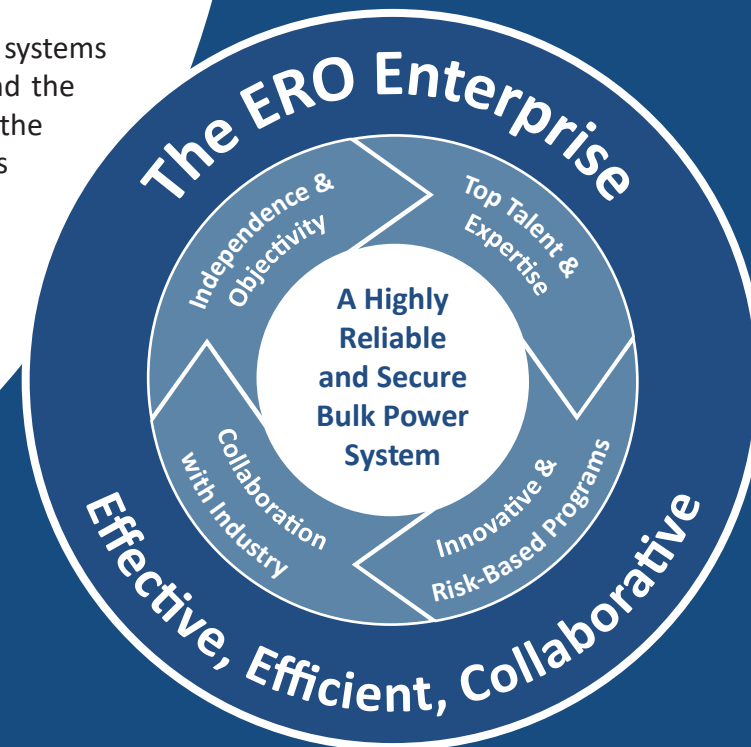 systems
the
the
The ERO Enterprise
Independence &
Objectivity
Top Talent &
Expertise
A Highly
Reliable
and Secure
Bulk Power
System
Collaboration
with Industry
Innovative &
Risk-Based Programs
Effective, Efficient, Collaborative